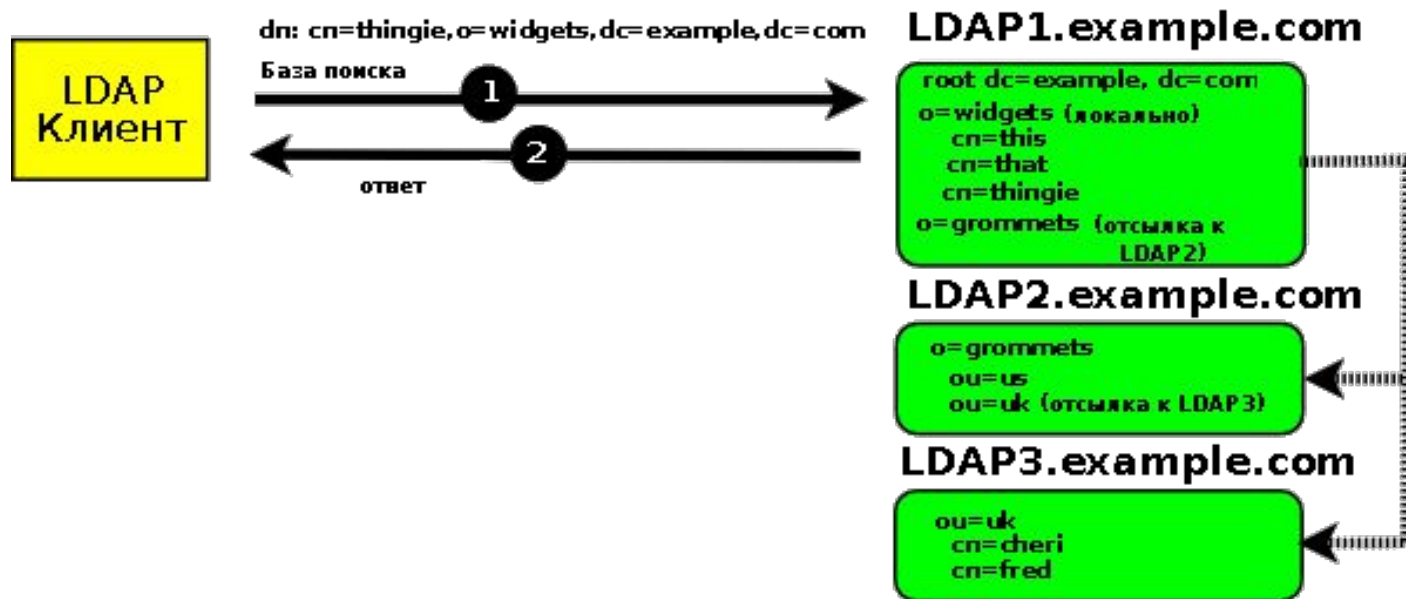 dn: cn=thingie,o=widgets,dc=example,dc=com
LDAP
Клиент
База поиска
1
2
ответ
LDAP1.example.com
root dc=example, dc=com
o=widgets (локально)
cn=this
cn=that
cn=thingie
o=grommets (отсылка к
LDAP2)
LDAP2.example.com
o=grommets
ou=us
ou=uk (отсылка к LDAP3)
LDAP3.example.com
ou=uk
cn=cheri
cn=fred